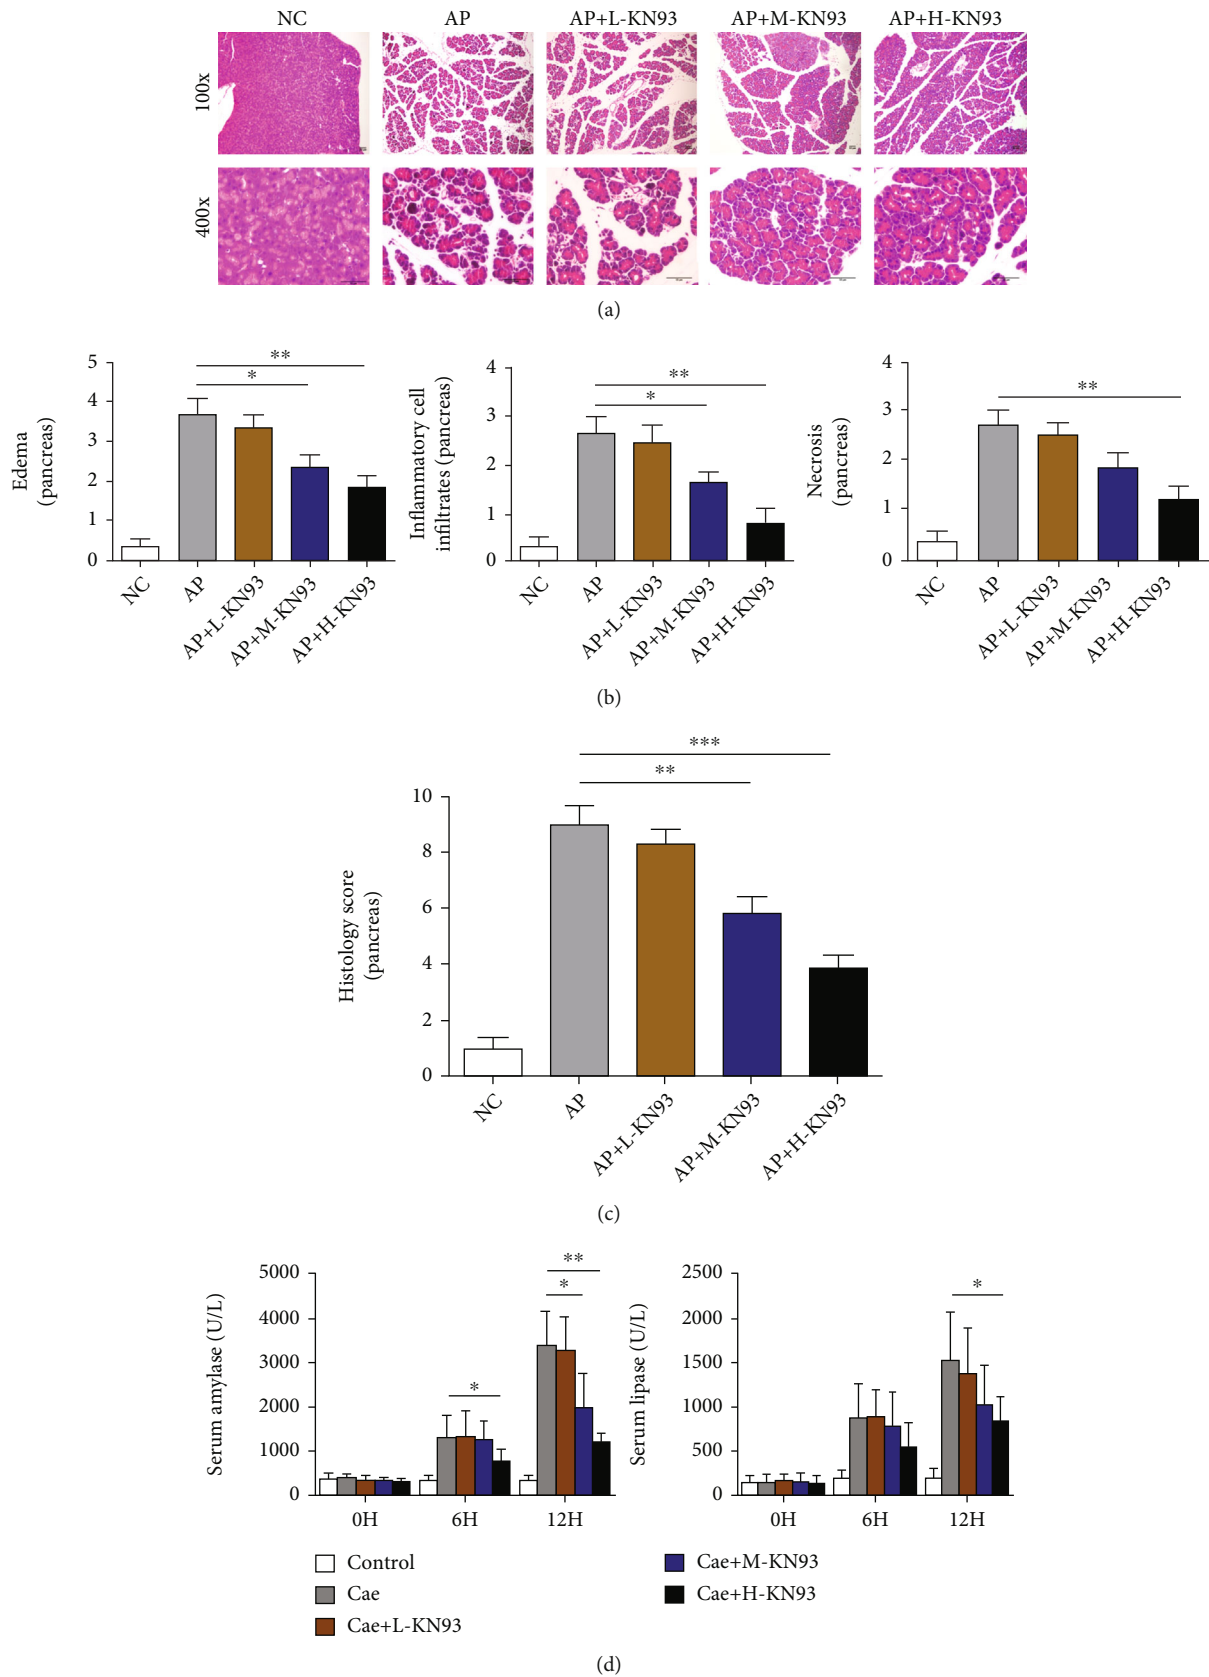 NC AP AP+L-KN93 AP+M-KN93 AP+H-KN93
100x
400x
(a)
Edema
(pancreas)
5
4
3
2
1
0
**
*
NC AP AP+L-KN93 AP+M-KN93 AP+H-KN93
Inflammatory cell
infiltrates (pancreas)
4
3
2
1
0
**
*
NC AP AP+L-KN93 AP+M-KN93 AP+H-KN93
Necrosis
(pancreas)
4
3
2
1
0
**
NC AP AP+L-KN93 AP+M-KN93 AP+H-KN93
(b)
Histology score
(pancreas)
10
8
6
4
2
0
***
**
NC AP AP+L-KN93 AP+M-KN93 AP+H-KN93
(c)
Serum amylase (U/L)
5000
4000
3000
2000
1000
0
*
**
*
0H 6H 12H
Serum lipase (U/L)
2500
2000
1500
1000
500
0
*
0H 6H 12H
Control
Cae
Cae+L-KN93
Cae+M-KN93
Cae+H-KN93
(d)